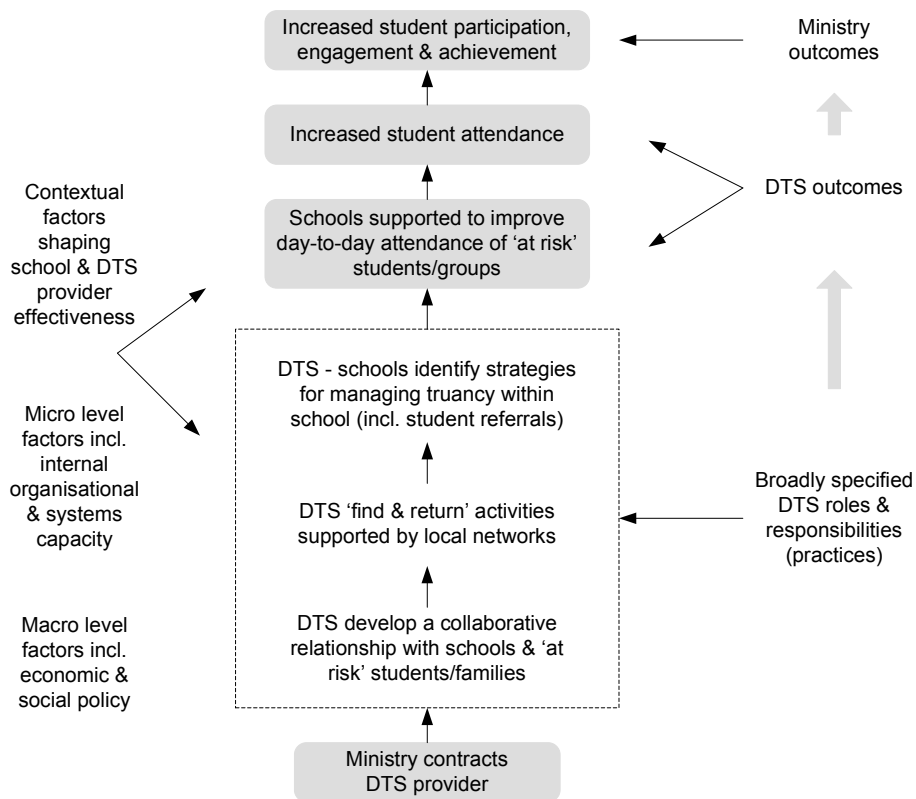 Increased student participation,
engagement & achievement
Ministry
outcomes
Increased student attendance
DTS outcomes
Contextual
factors
shaping
school & DTS
provider
effectiveness
Schools supported to improve
day-to-day attendance of ‘at risk’
students/groups
DTS - schools identify strategies
for managing truancy within
school (incl. student referrals)
Micro level
factors incl.
internal
organisational
& systems
capacity
DTS ‘find & return’ activities
supported by local networks
Broadly specified
DTS roles &
responsibilities
(practices)
Macro level
factors incl.
economic &
social policy
DTS develop a collaborative
relationship with schools & ‘at
risk’ students/families
Ministry contracts
DTS provider